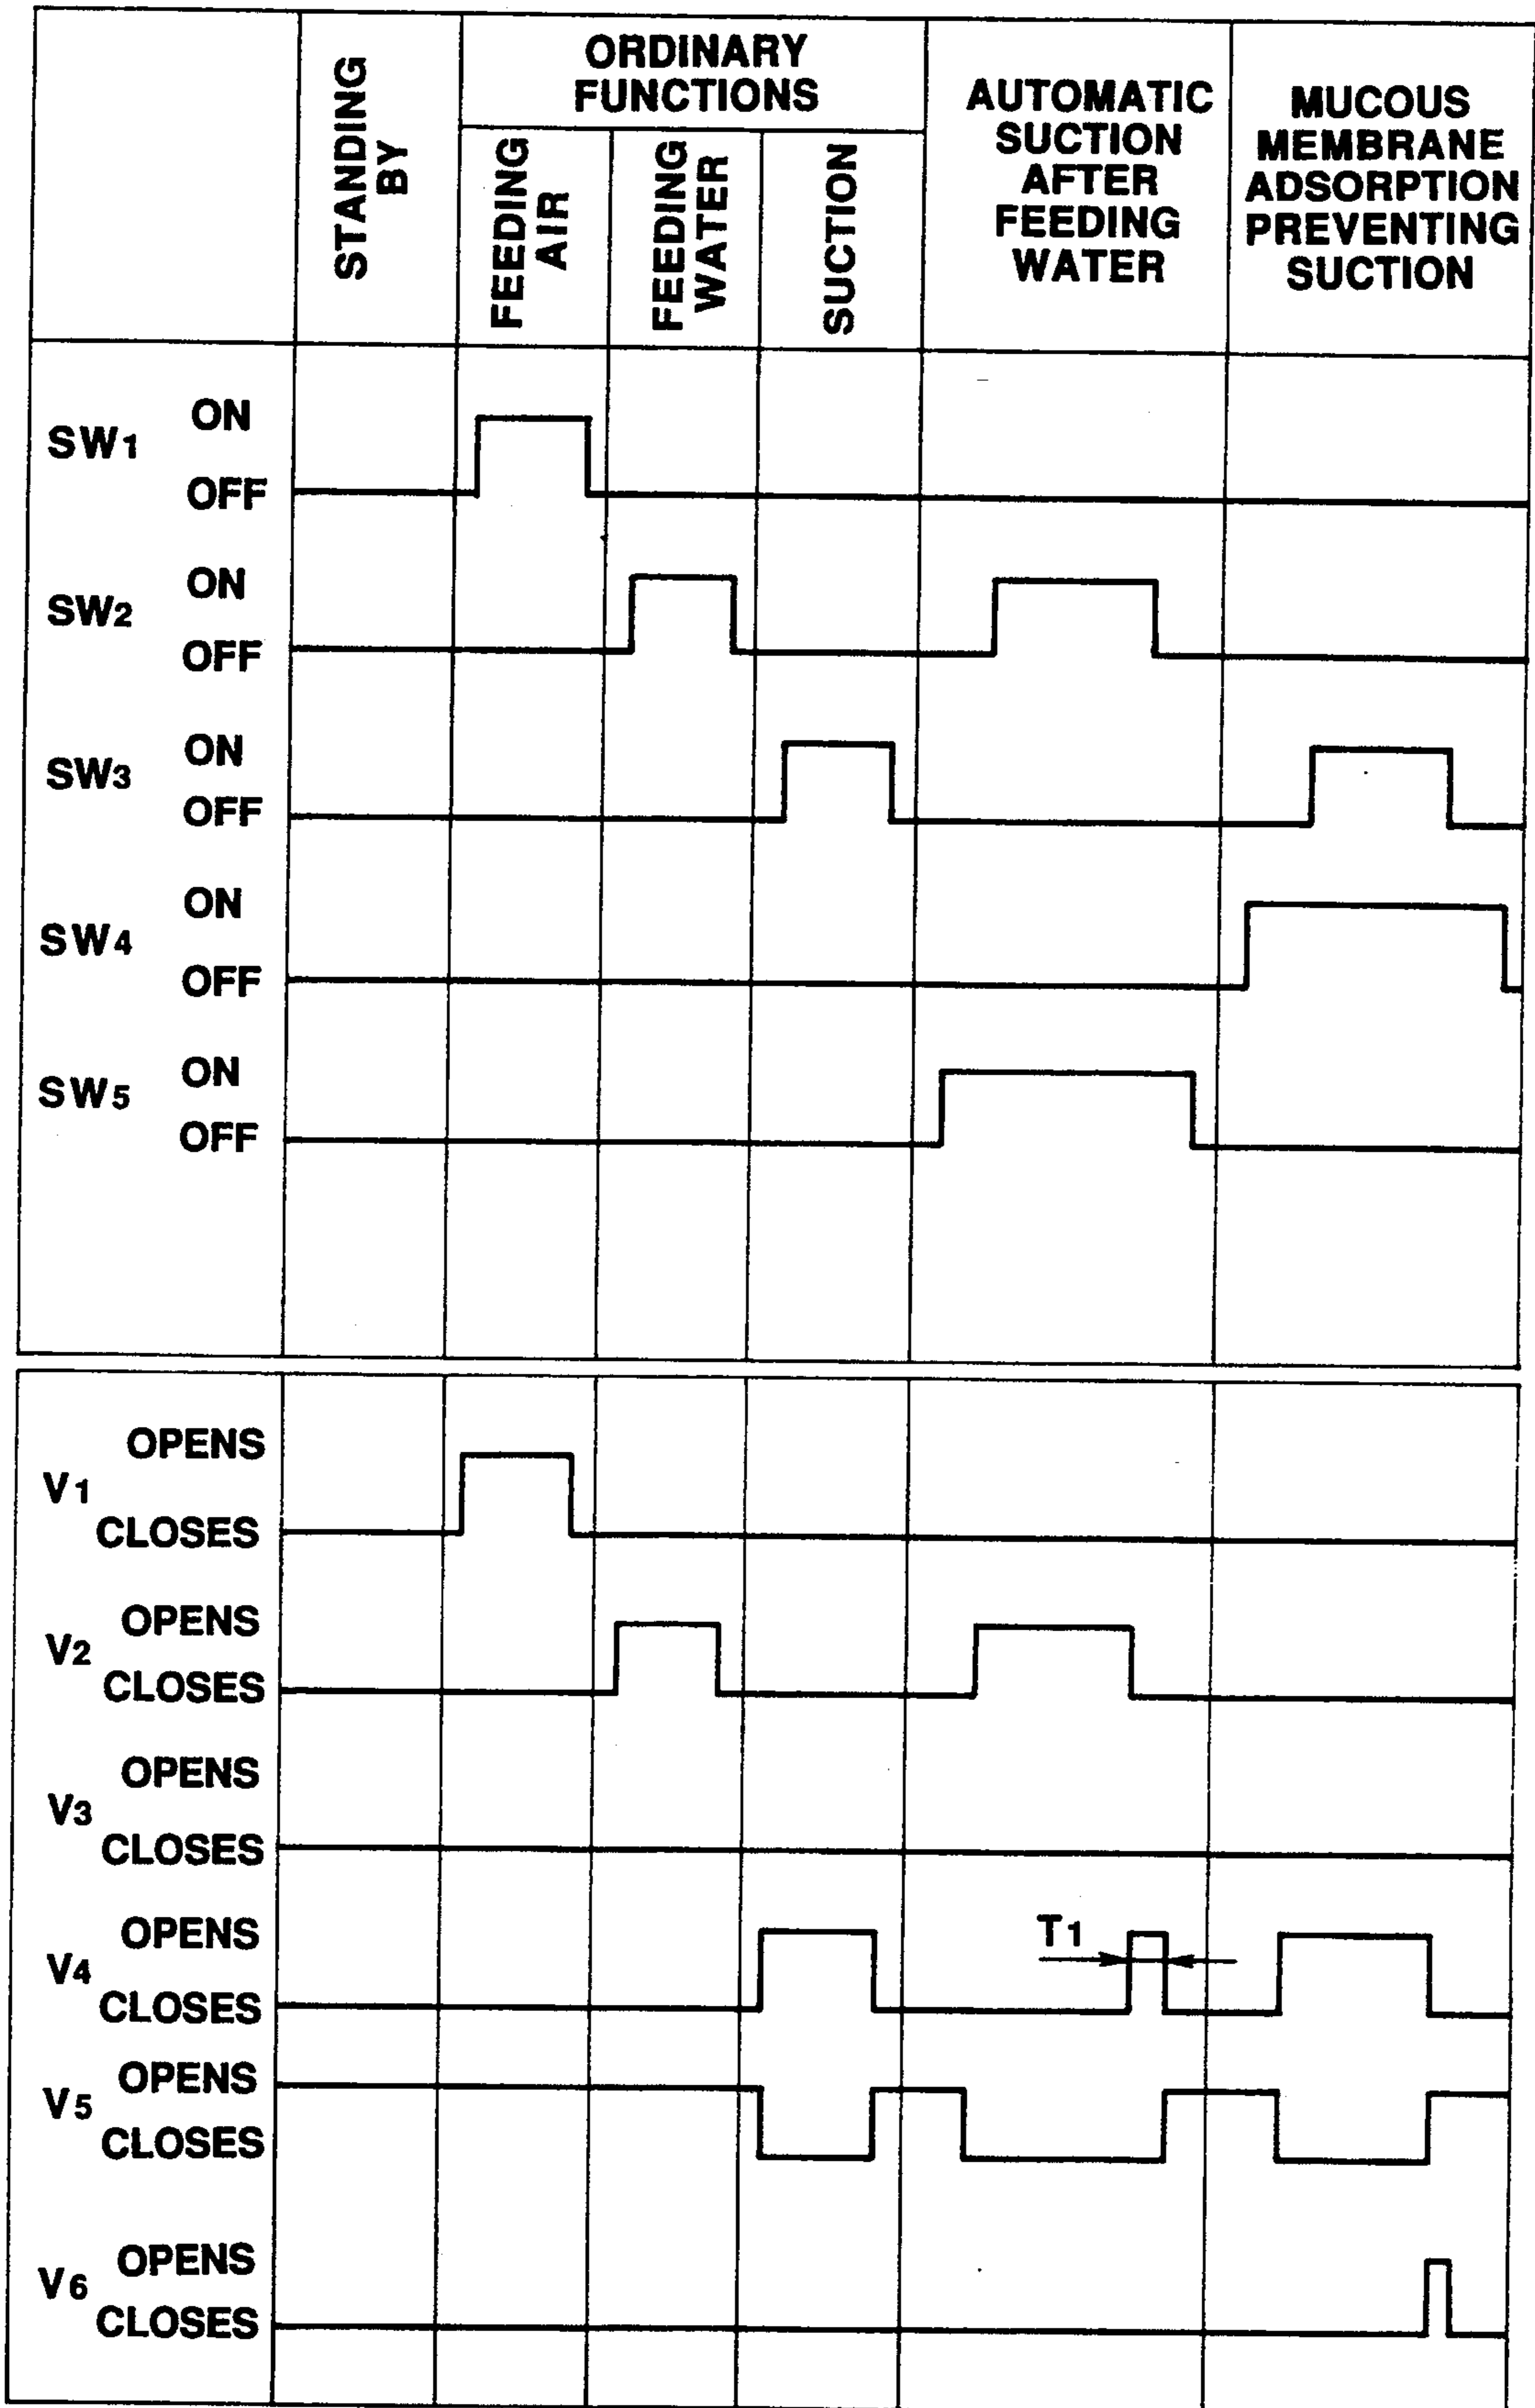 STANDING
BY
ORDINARY
FUNCTIONS
FEEDING
AIR
FEEDING
WATER
SUCTION
AUTOMATIC
SUCTION
AFTER
FEEDING
WATER
MUCOUS
MEMBRANE
ADSORPTION
PREVENTING
SUCTION
SW1
ON
OFF
SW2
ON
OFF
SW3
ON
OFF
SW4
ON
OFF
SW5
ON
OFF
V1
OPENS
CLOSES
V2
OPENS
CLOSES
V3
OPENS
CLOSES
V4
OPENS
CLOSES
T1
V5
OPENS
CLOSES
V6
OPENS
CLOSES